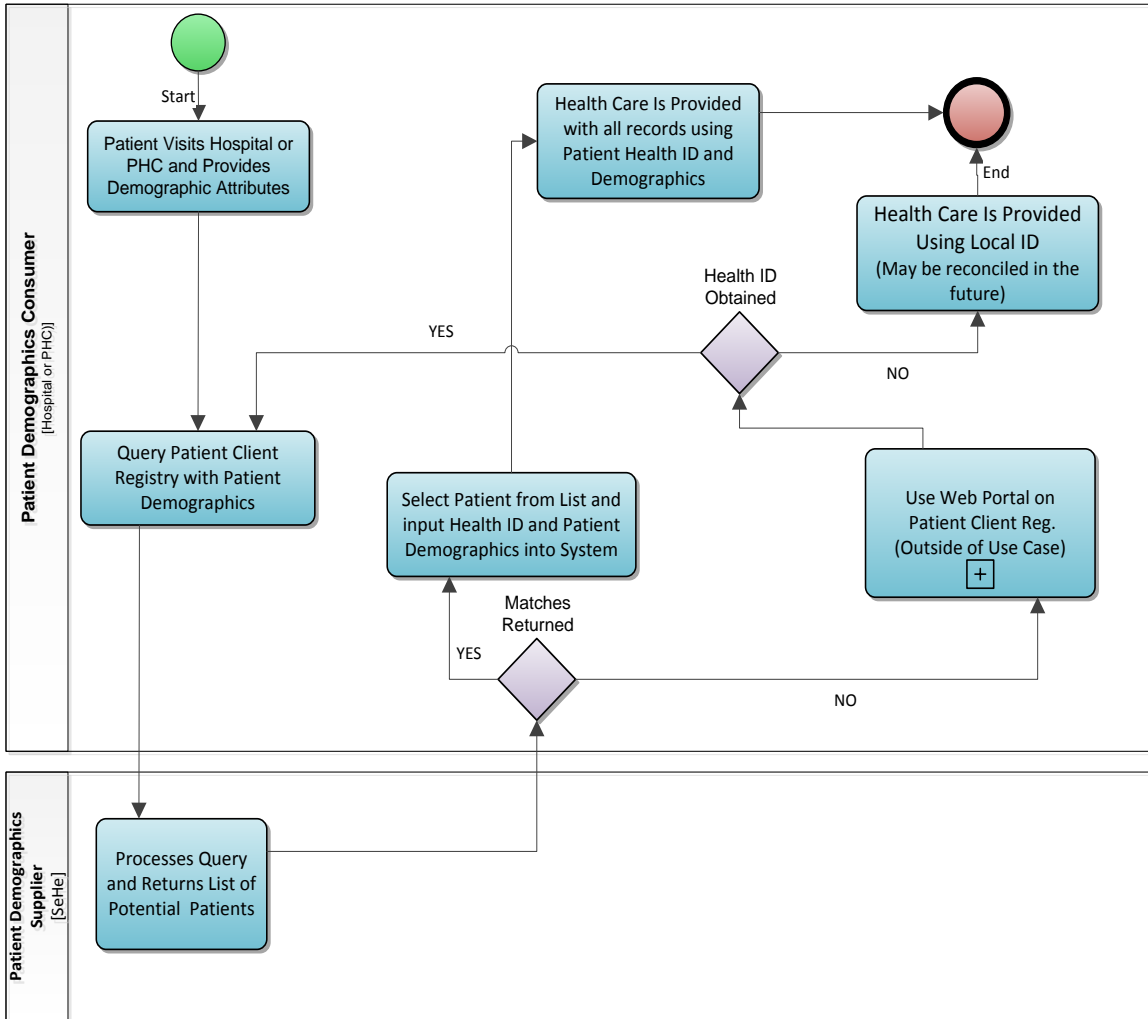 Patient Demographics Consumer
[Hospital or PHC)]
Start
Patient Visits Hospital or
PHC and Provides
Demographic Attributes
Health Care Is Provided
with all records using
Patient Health ID and
Demographics
End
Health Care Is Provided
Using Local ID
(May be reconciled in the
future)
Health ID
Obtained
YES
NO
Query Patient Client
Registry with Patient
Demographics
Select Patient from List and
input Health ID and Patient
Demographics into System
Use Web Portal on
Patient Client Reg.
(Outside of Use Case)
+
Matches
Returned
YES
NO
Patient Demographics
Supplier
[SeHe]
Processes Query
and Returns List of
Potential Patients